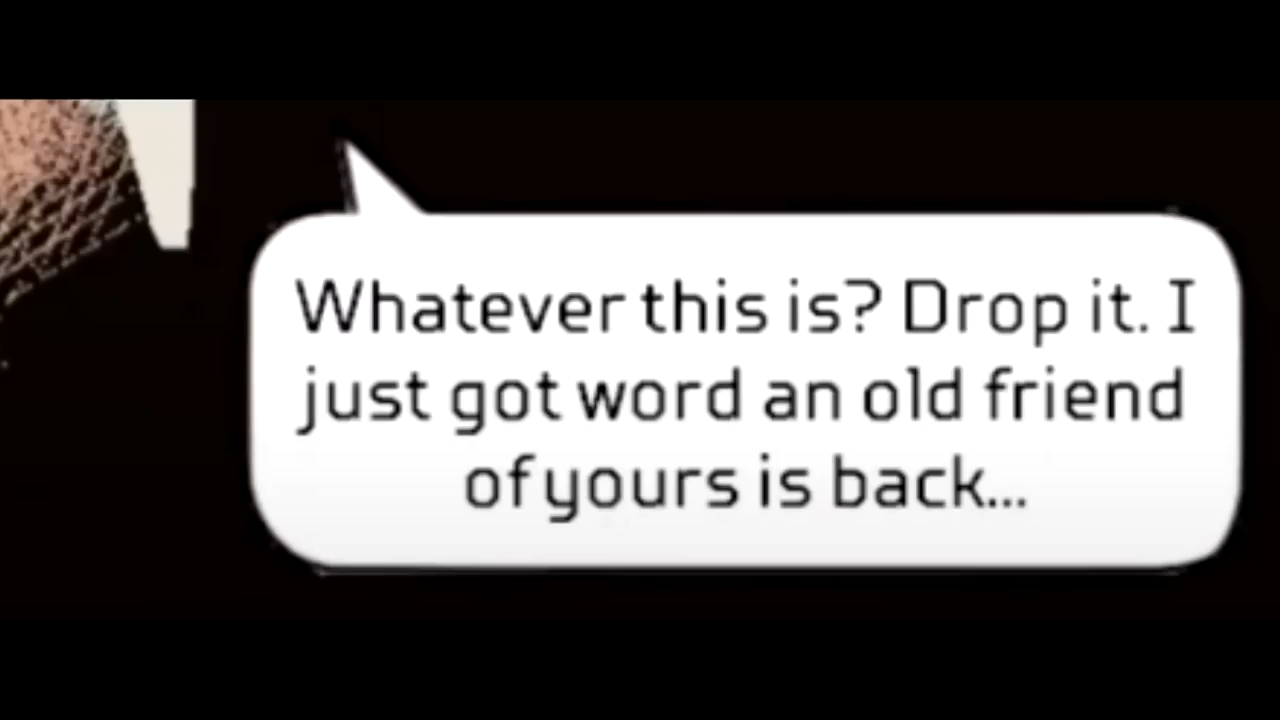 Whatever this is? Drop it. I
just got word an old friend
of yours is back...